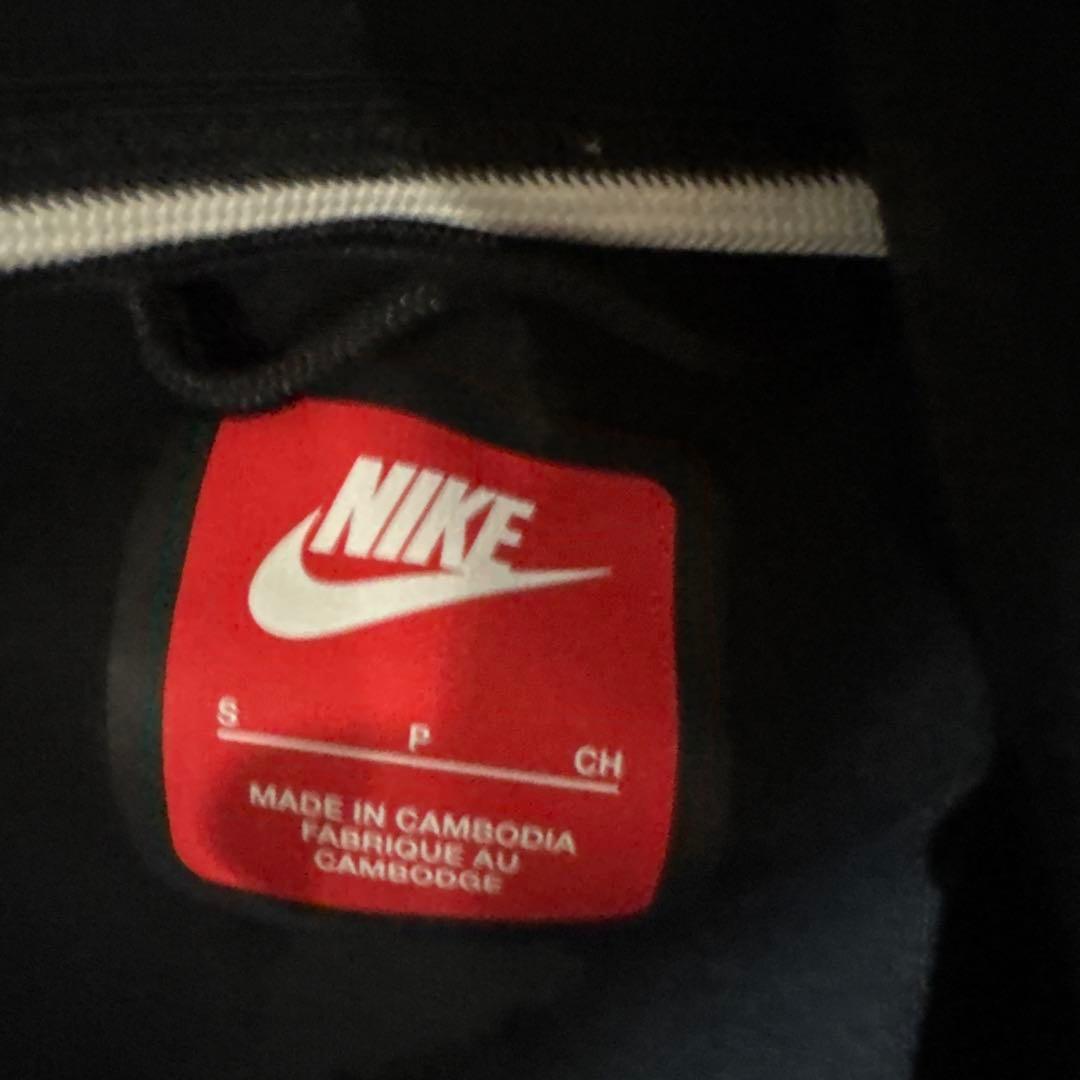 NIKE
S P CH
MADE IN CAMBODIA
FABRIQUE AU
CAMBODGE